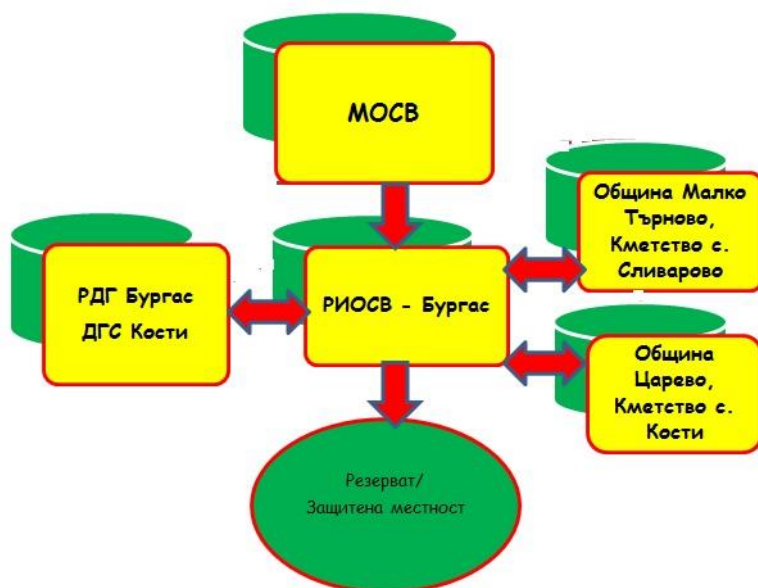 МОСВ
Община Малко
Търново,
Кметство с.
Сливарово
РДГ Бургас
ДГС Кости
РИОСВ - Бургас
Община
Царево,
Кметство с.
Кости
Резерват/
Защитена местност